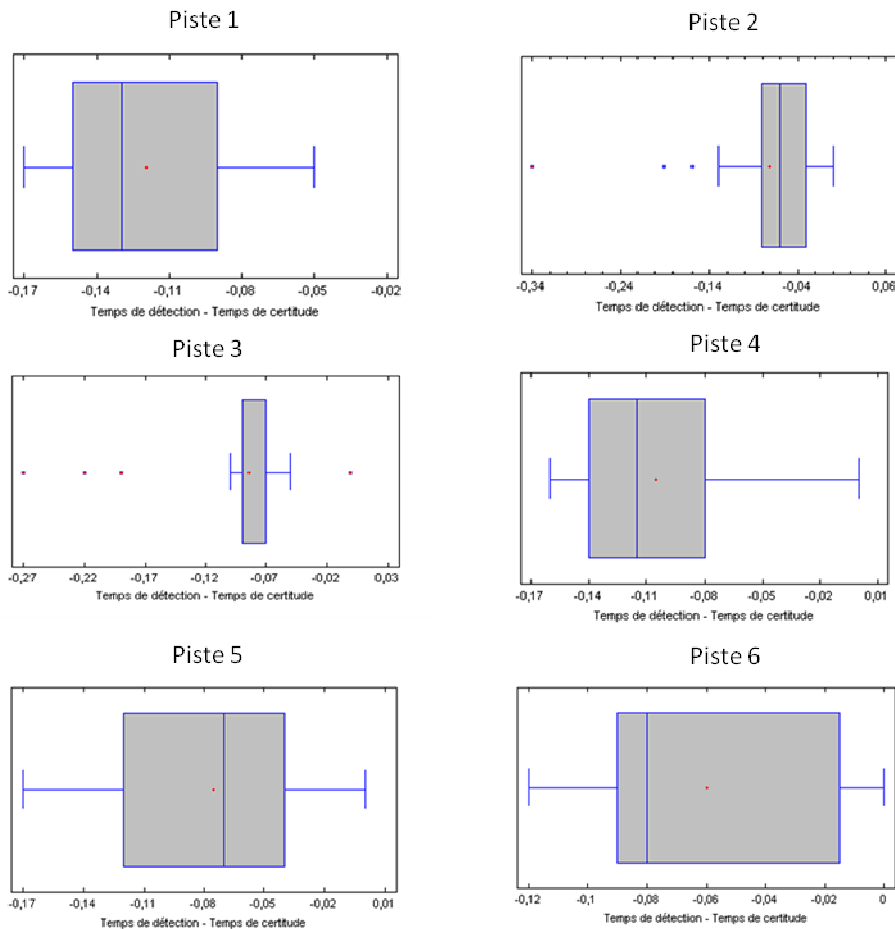 Piste 1
-0,17 -0,14 -0,11 -0,08 -0,05 -0,02
Temps de détection - Temps de certitude
Piste 2
-0,34 -0,24 -0,14 -0,04 0,06
Temps de détection - Temps de certitude
Piste 3
-0,27 -0,22 -0,17 -0,12 -0,07 -0,02 0,03
Temps de détection - Temps de certitude
Piste 4
-0,17 -0,14 -0,11 -0,08 -0,05 -0,02 0,01
Temps de détection - Temps de certitude
Piste 5
-0,17 -0,14 -0,11 -0,08 -0,05 -0,02 0,01
Temps de détection - Temps de certitude
Piste 6
-0,12 -0,1 -0,08 -0,06 -0,04 -0,02 0
Temps de détection - Temps de certitude